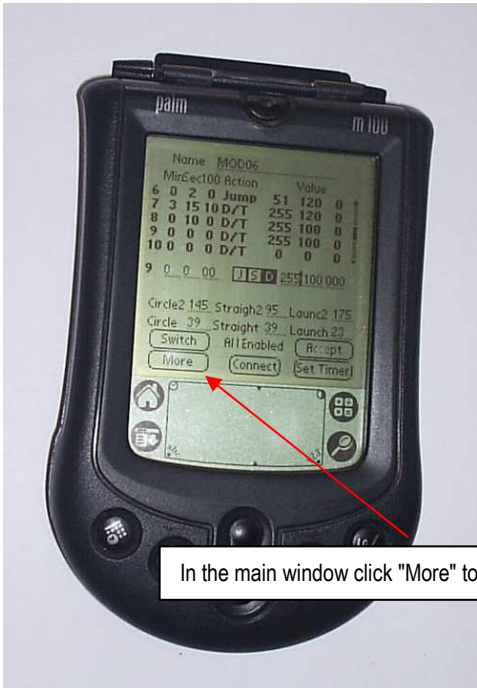 palm
m100
Name MOD06
Min Sec100 Action Value
6 0 2 0 Jump 51 120 0
7 3 15 10 D/T 255 120 0
8 0 10 0 D/T 255 100 0
9 0 0 0 D/T 255 100 0
10 0 0 0 D/T 0 0 0
9 0 0 00 J S D 255 100 000
Circle2 145 Straigh2 95 Launc2 175
Circle 39 Straight 39 Launch 23
Switch All Enabled Accept
More Connect Set Timer
In the main window click "More" to